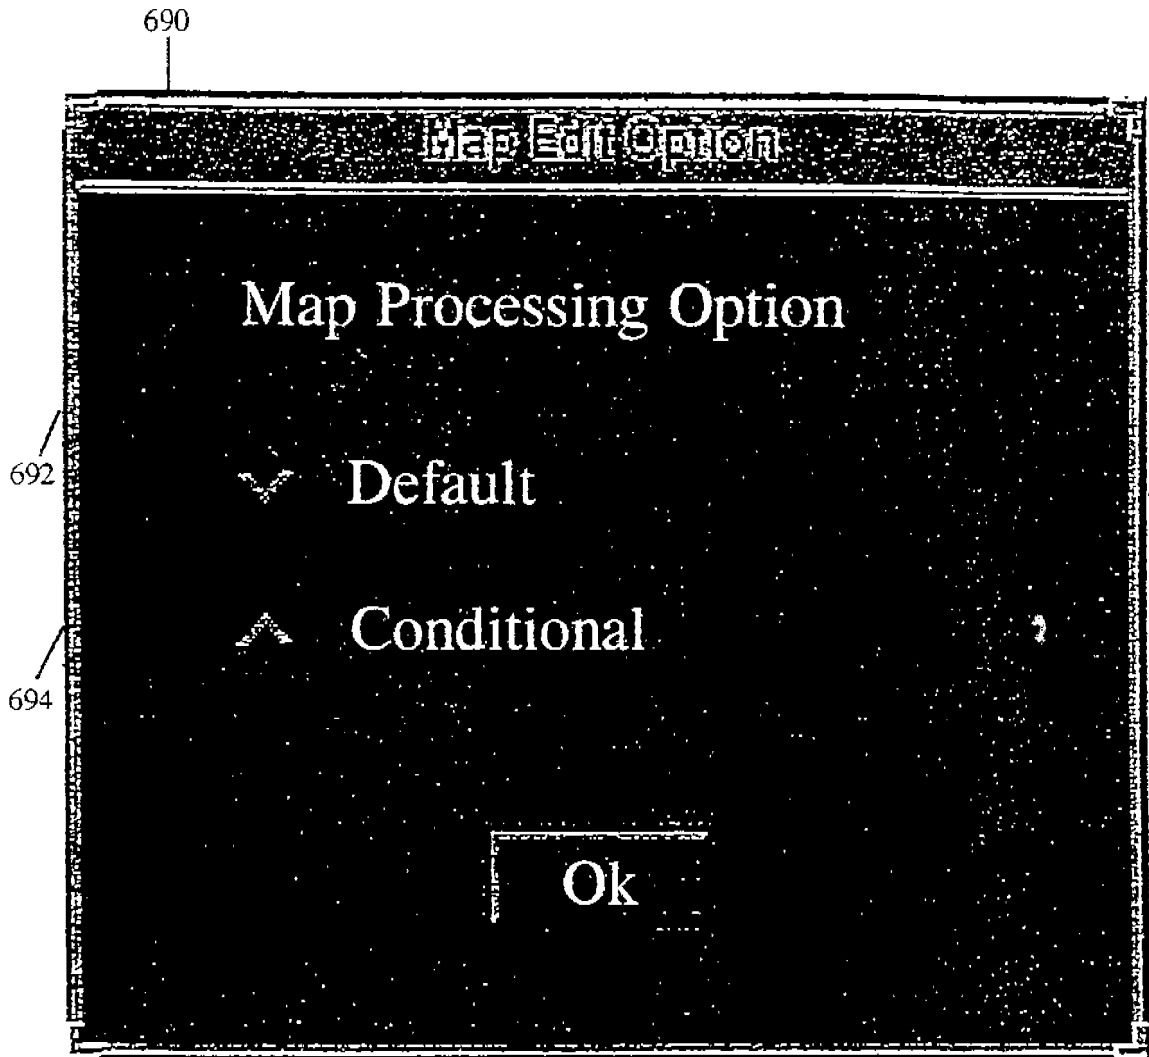 690
Map Edit Option
Map Processing Option
692
Default
Conditional
694
Ok